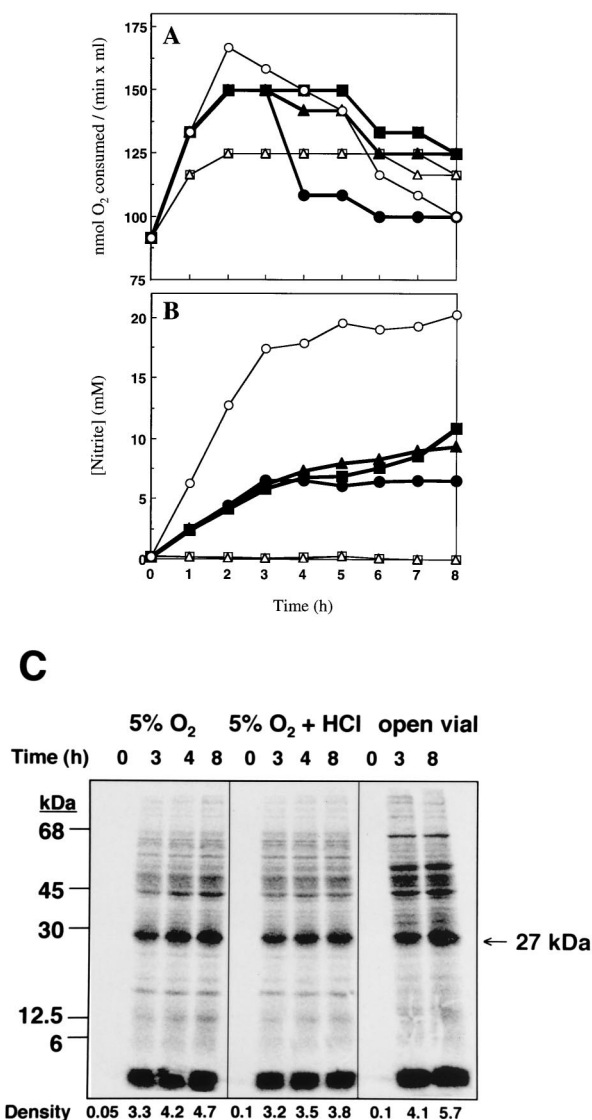 A
nmol O₂ consumed / (min x ml)
175
150
125
100
75
B
[Nitrite] (mM)
20
15
10
5
0
0 1 2 3 4 5 6 7 8
Time (h)
C
5% O₂ 5% O₂ + HCl open vial
Time (h) 0 3 4 8 0 3 4 8 0 3 8
kDa
68
45
30
← 27 kDa
12.5
6
Density 0.05 3.3 4.2 4.7 0.1 3.2 3.5 3.8 0.1 4.1 5.7